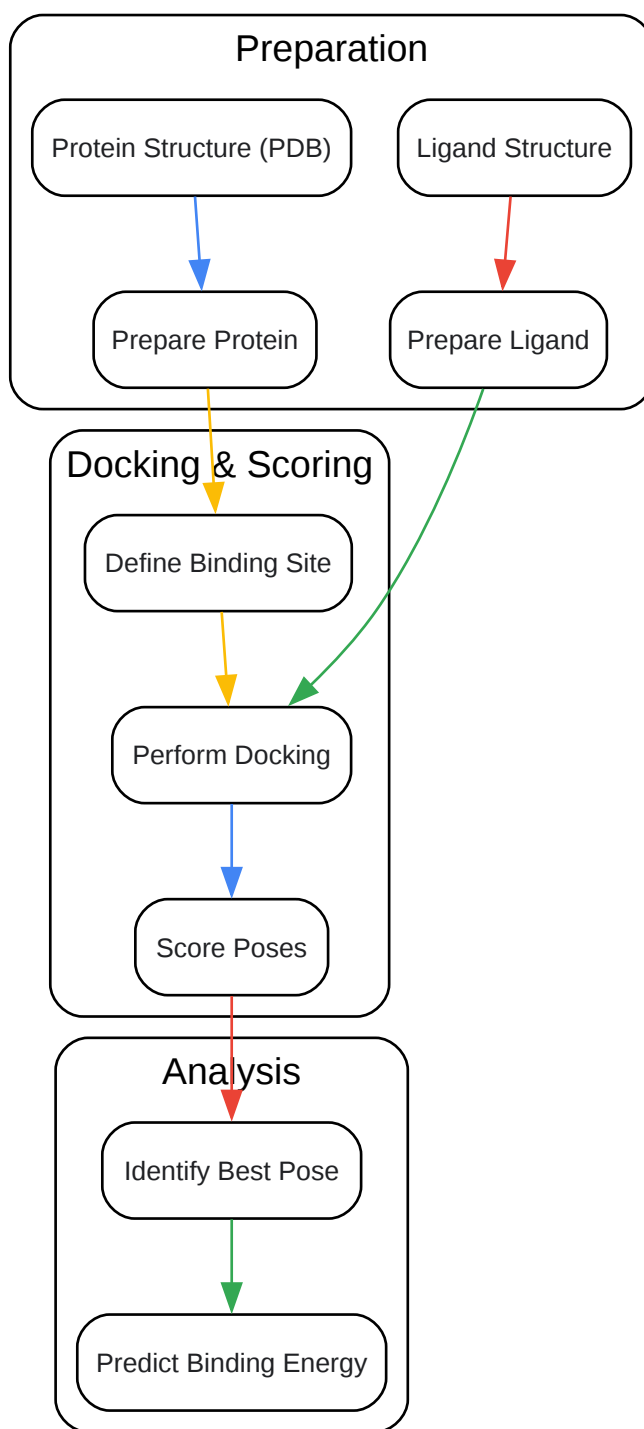 Preparation
Protein Structure (PDB)
Ligand Structure
Prepare Protein
Prepare Ligand
Docking & Scoring
Define Binding Site
Perform Docking
Score Poses
Analysis
Identify Best Pose
Predict Binding Energy